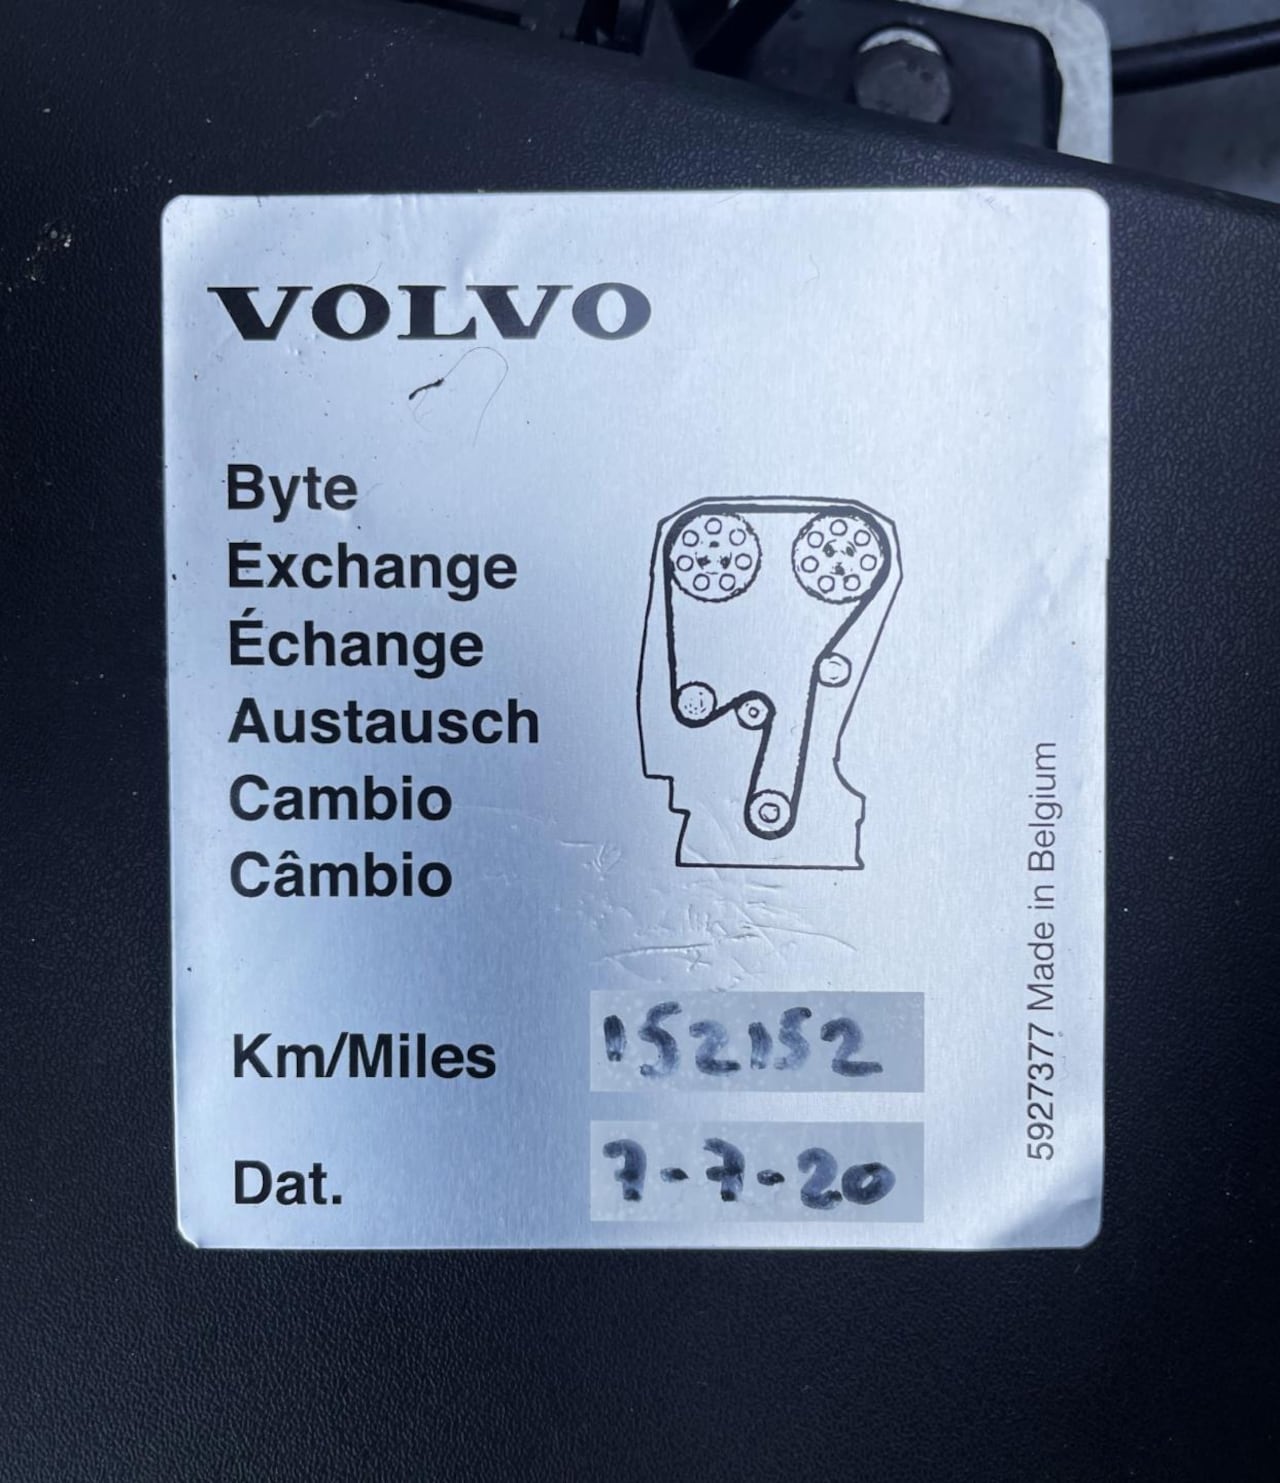 VOLVO
Byte
Exchange
Échange
Austausch
Cambio
Câmbio
Km/Miles 152152
Dat. 7-7-20
5927377 Made in Belgium